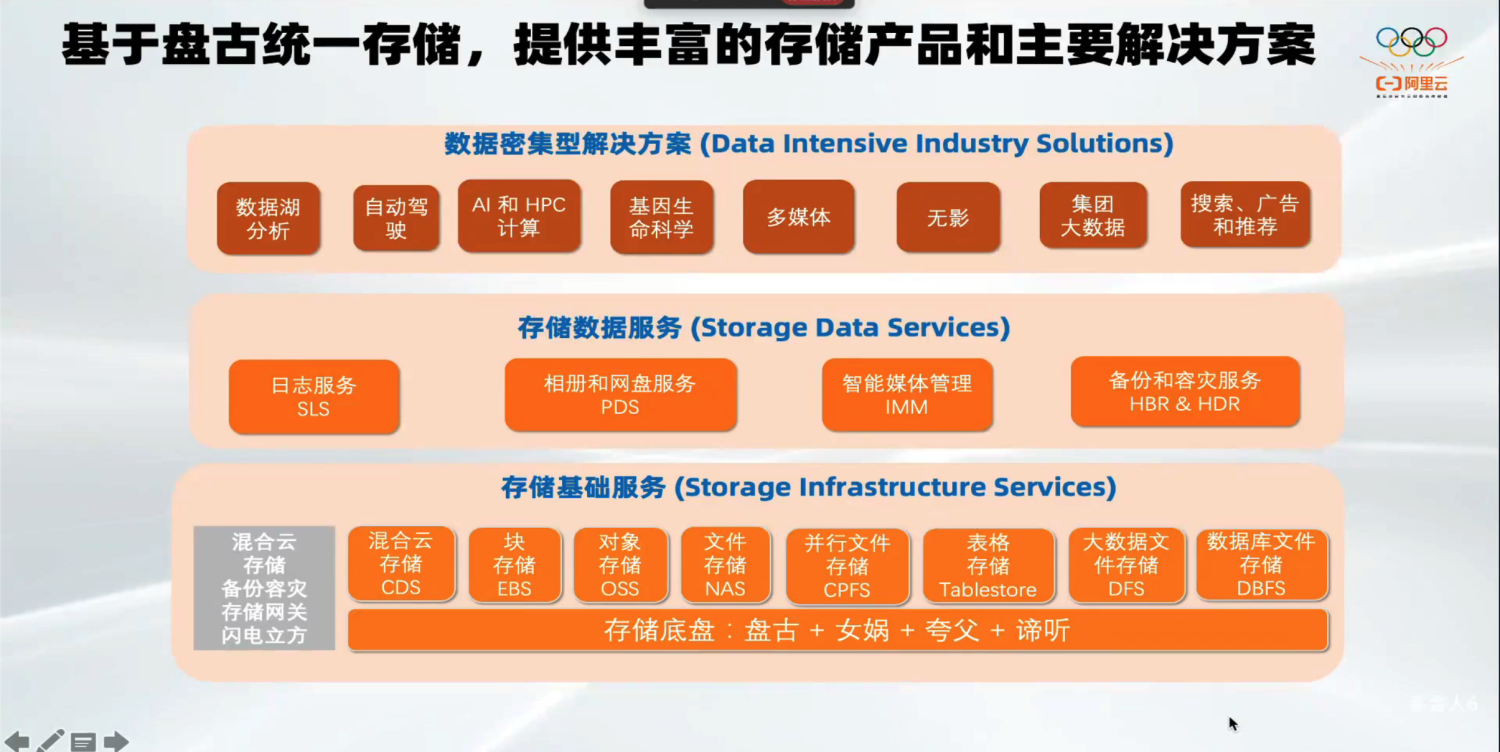 基于盘古统一存储，提供丰富的存储产品和主要解决方案
阿里云
数据密集型解决方案 (Data Intensive Industry Solutions)
数据湖
分析
自动驾
驶
AI 和 HPC
计算
基因生
命科学
多媒体
无影
集团
大数据
搜索、广告
和推荐
存储数据服务 (Storage Data Services)
日志服务
SLS
相册和网盘服务
PDS
智能媒体管理
IMM
备份和容灾服务
HBR & HDR
存储基础服务 (Storage Infrastructure Services)
混合云
存储
备份容灾
存储网关
闪电立方
混合云
存储
CDS
块
存储
EBS
对象
存储
OSS
文件
存储
NAS
并行文件
存储
CPFS
表格
存储
Tablestore
大数据文
件存储
DFS
数据库文件
存储
DBFS
存储底盘：盘古 + 女娲 + 夸父 + 谛听